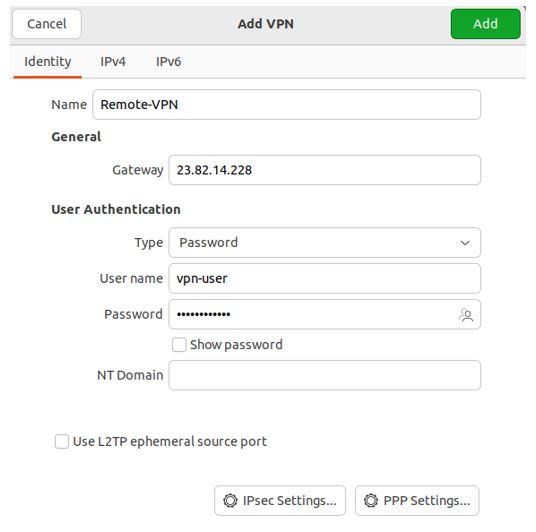 Cancel Add VPN Add
Identity IPv4 IPv6
Name Remote-VPN
General
Gateway 23.82.14.228
User Authentication
Type Password
User name vpn-user
Password ••••••••••••
Show password
NT Domain
Use L2TP ephemeral source port
IPsec Settings... PPP Settings...